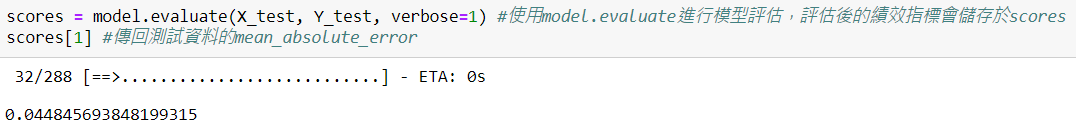 scores = model.evaluate(X_test, Y_test, verbose=1) #使用model.evaluate進行模型評估，評估後的績效指標會儲存於scores
scores[1] #傳回測試資料的mean_absolute_error
32/288 [==>...........................] - ETA: 0s
0.044845693848199315